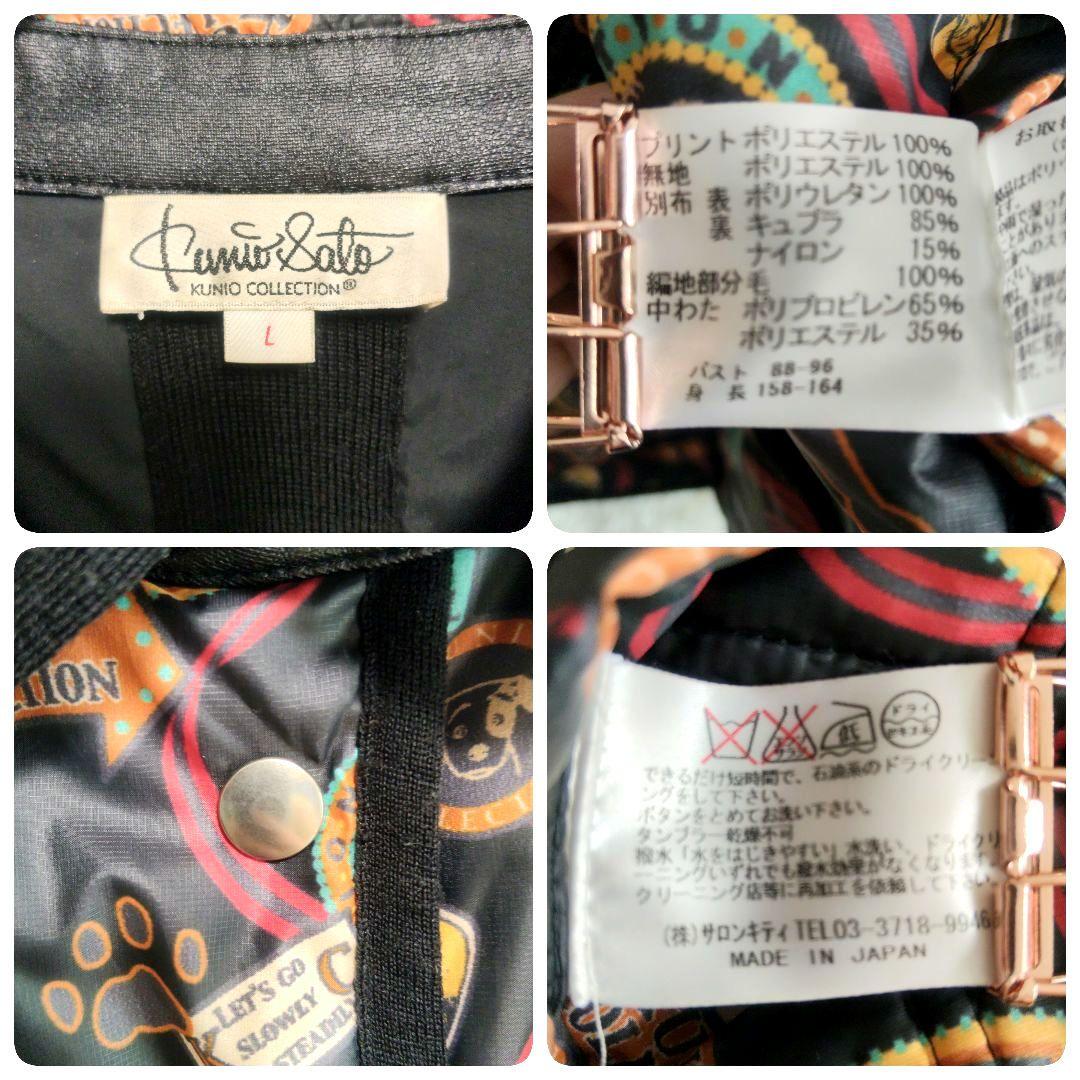 Kunio Sato
KUNIO COLLECTION®
L
UN
プリント ポリエステル 100%
無地 ポリエステル 100%
別布 表 ポリウレタン 100%
裏 キュプラ 85%
ナイロン 15%
編地部分 毛 100%
中わた ポリプロピレン 65%
ポリエステル 35%
バスト 88-96
身長 158-164
お取
TION
LECT
LET'S GO
SLOWLY
STEADIL
ドライ
セキユ系
低
できるだけ短時間で、石油系のドライクリー
ングをして下さい。
ボタンをとめてお洗い下さい。
タンブラー乾燥不可
撥水「水をはじきやすい」水洗い、ドライクリ
ーニングいずれでも撥水効果がなくなります。
クリーニング店等に再加工を依頼して下さい。
(株)サロンキティ TEL03-3718-9946
MADE IN JAPAN